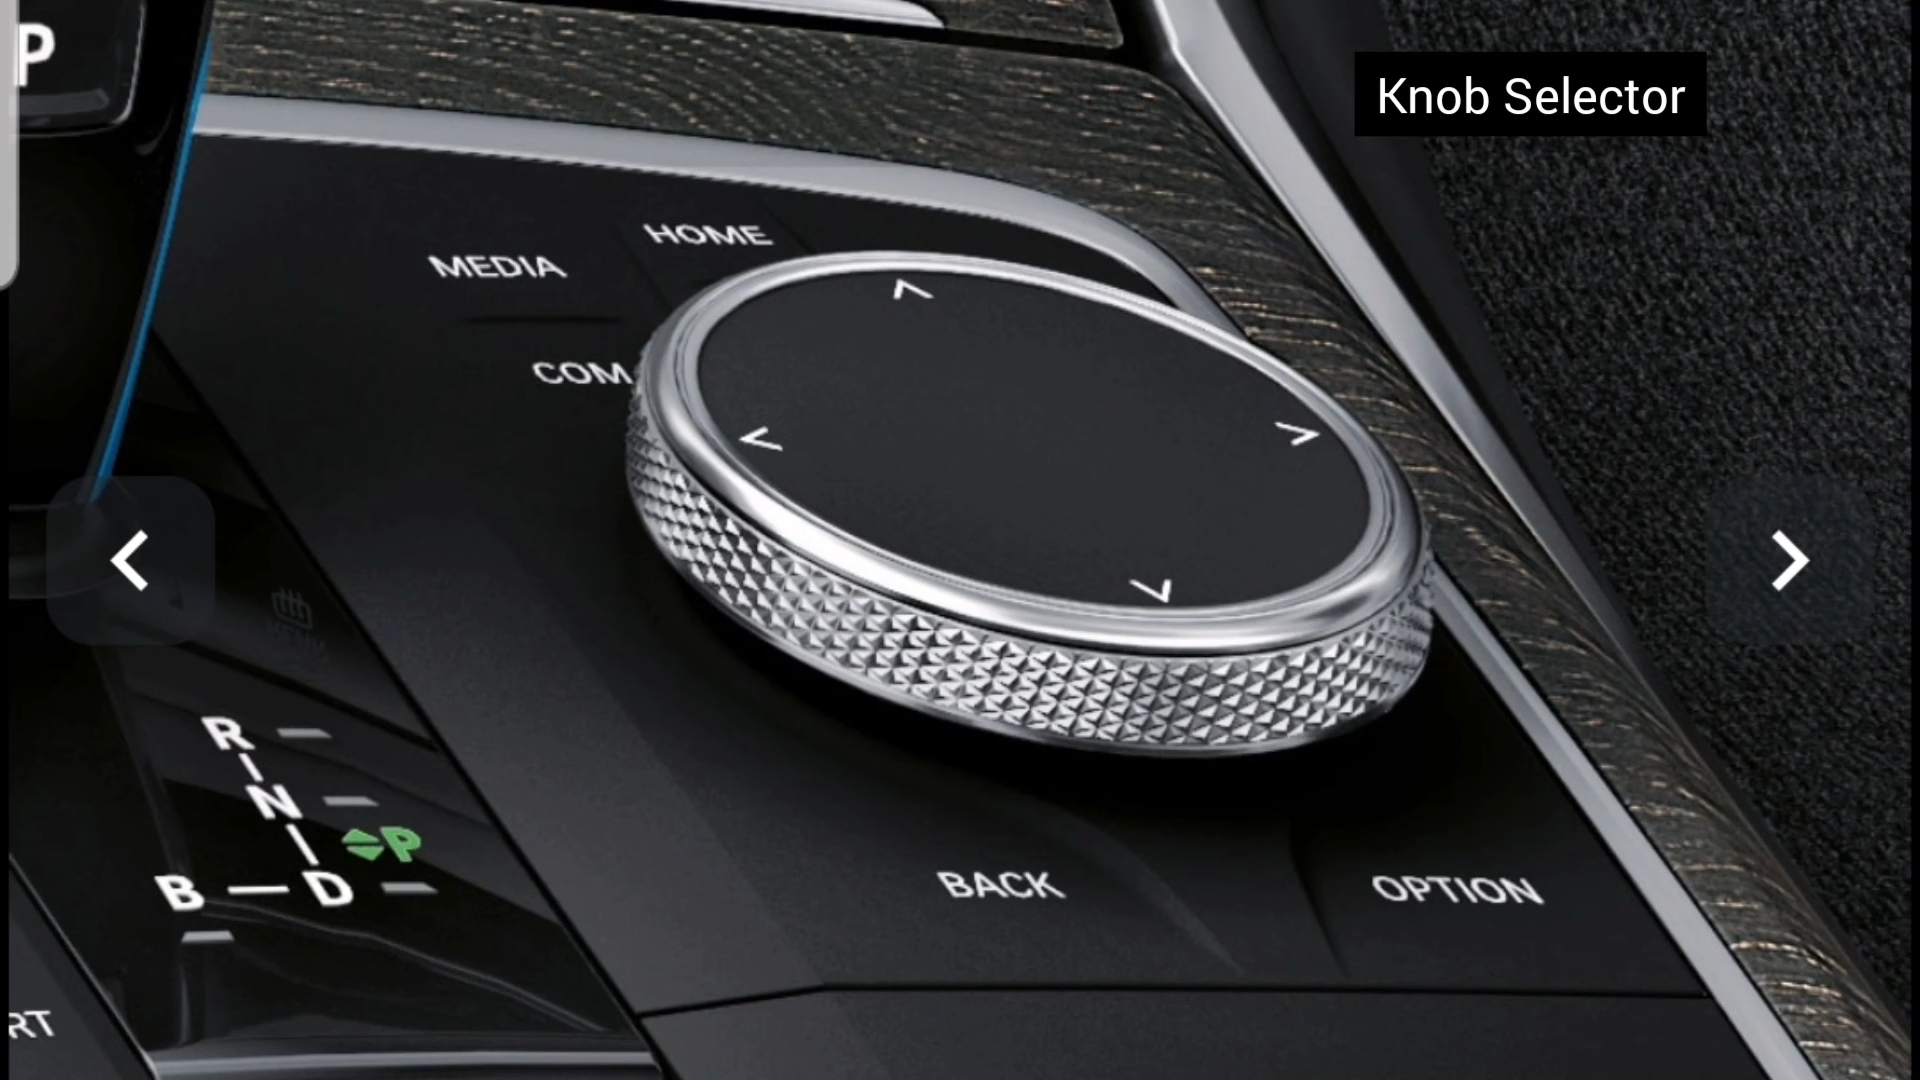 P
Knob Selector
HOME
MEDIA
COM
R
N
P
B — D
BACK
OPTION
RT